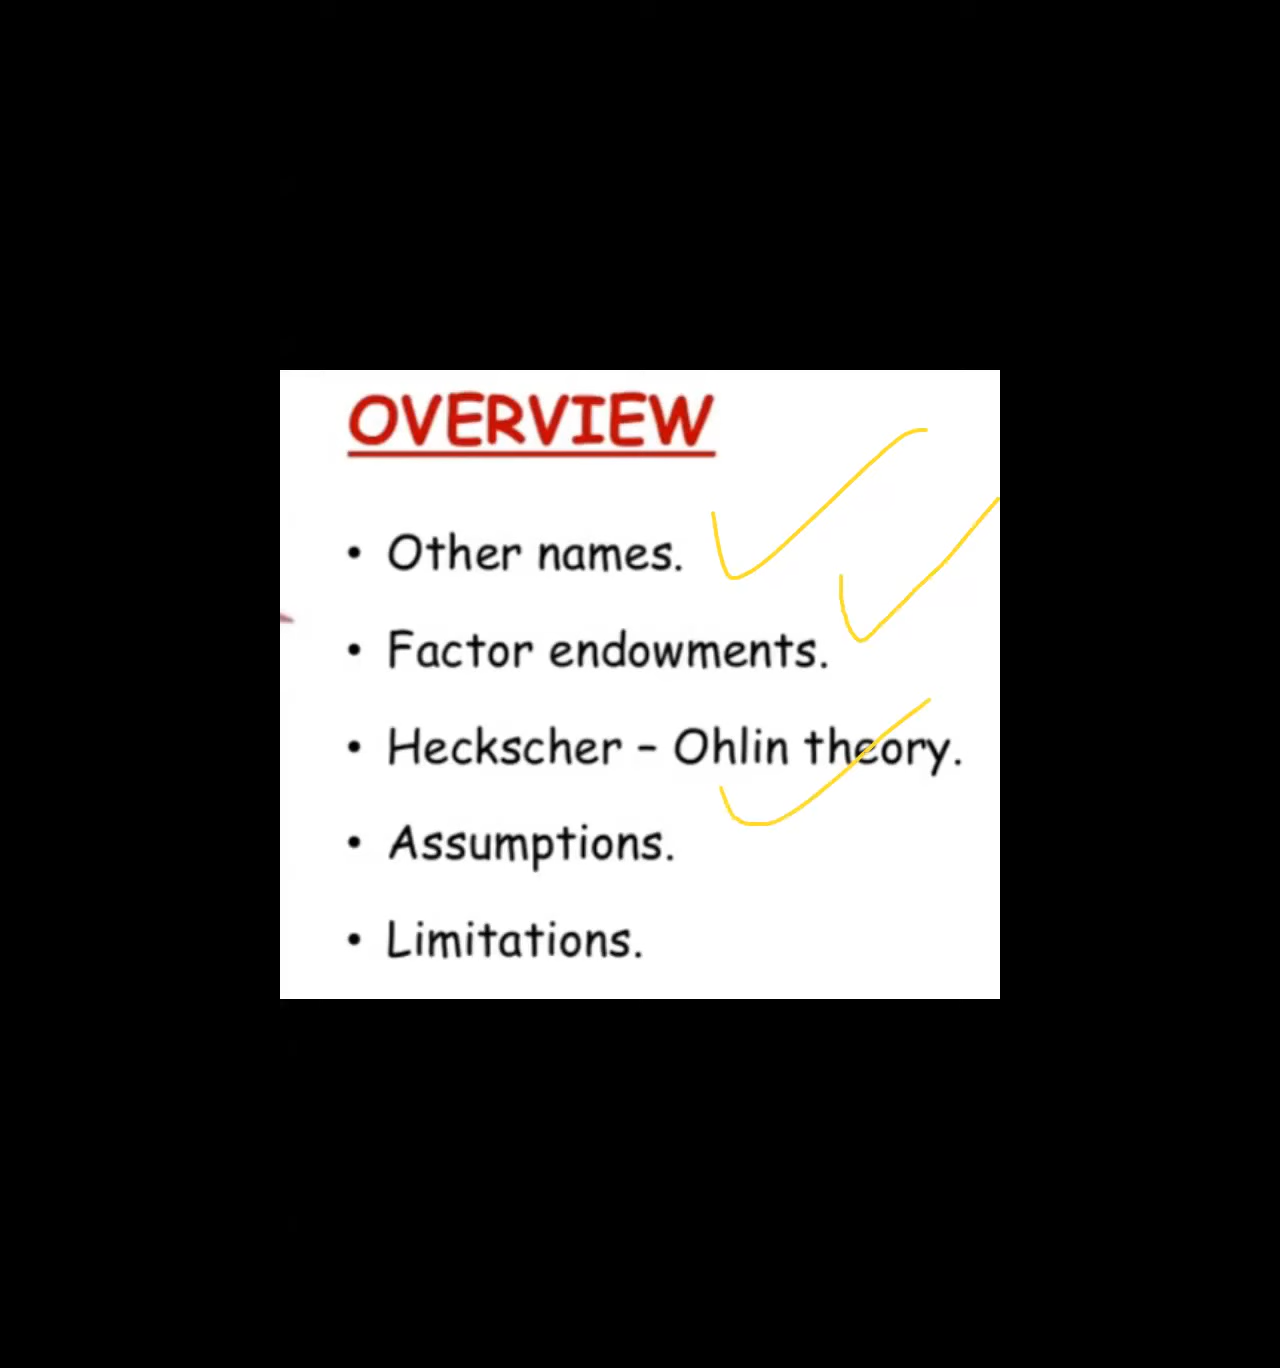 OVERVIEW
• Other names.
• Factor endowments.
• Heckscher – Ohlin theory.
• Assumptions.
• Limitations.